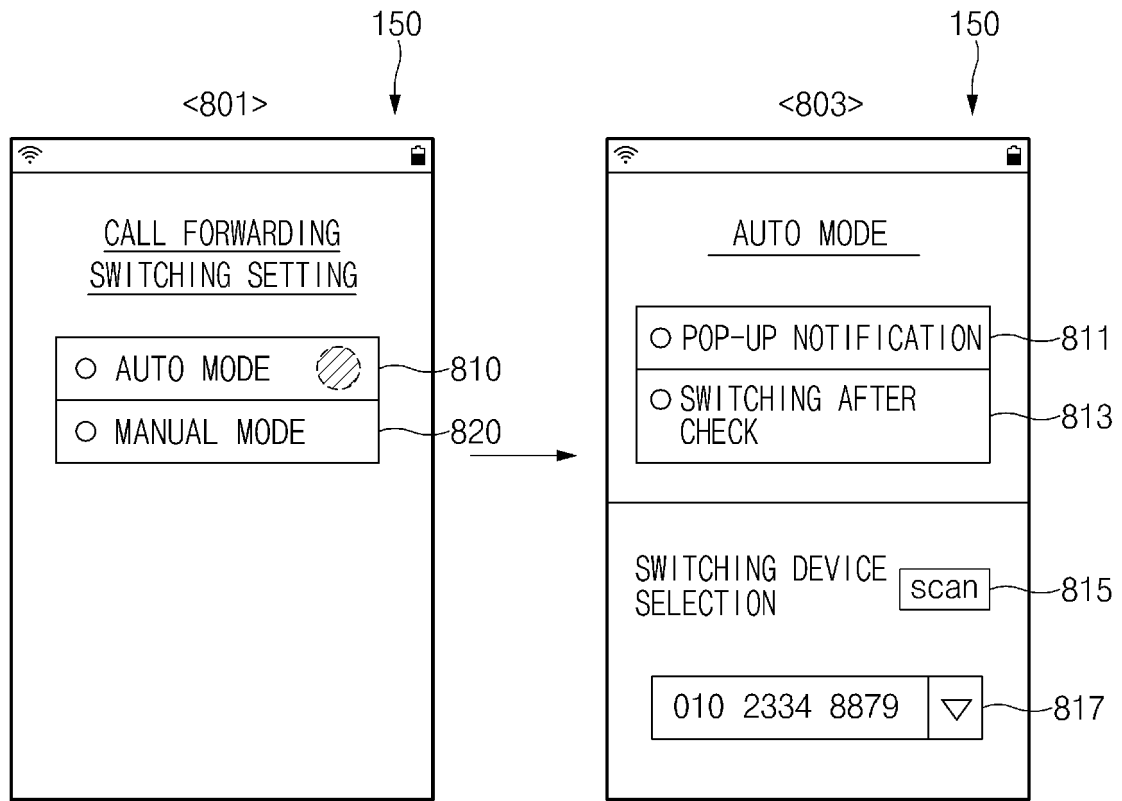 150
<801>
CALL FORWARDING
SWITCHING SETTING
AUTO MODE
810
MANUAL MODE
820
150
<803>
AUTO MODE
POP-UP NOTIFICATION
811
SWITCHING AFTER
CHECK
813
SWITCHING DEVICE
SELECTION
scan
815
010 2334 8879
817